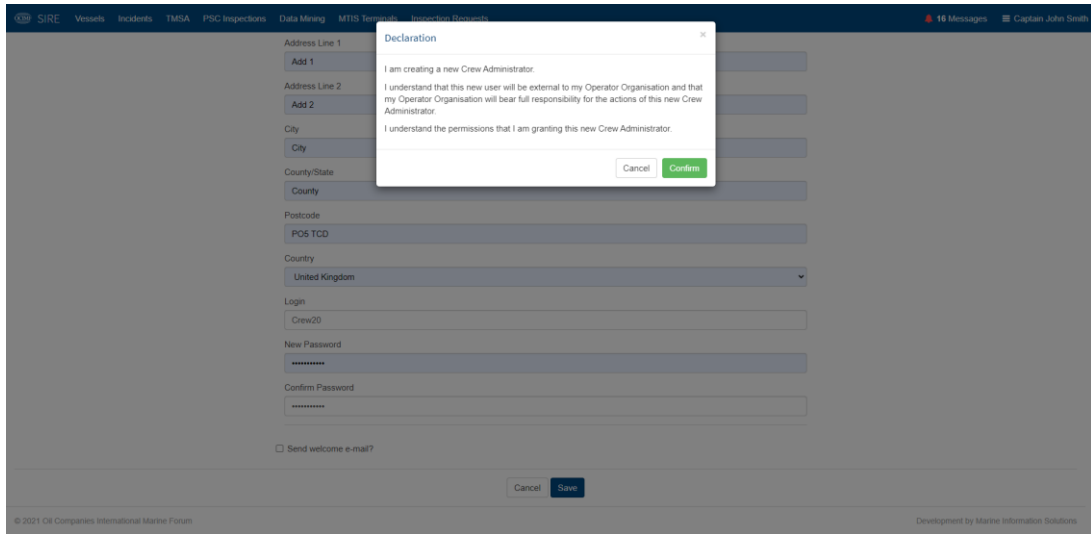 SIRE Vessels Incidents TMSA PSC Inspections Data Mining MTIS Terminals Inspection Requests 16 Messages Captain John Smith
Declaration ×
I am creating a new Crew Administrator.
I understand that this new user will be external to my Operator Organisation and that
my Operator Organisation will bear full responsibility for the actions of this new Crew
Administrator.
I understand the permissions that I am granting this new Crew Administrator.
Cancel Confirm
Address Line 1
Add 1
Address Line 2
Add 2
City
City
County/State
County
Postcode
PO5 TCD
Country
United Kingdom
Login
Crew20
New Password
•••••••••••
Confirm Password
•••••••••••
Send welcome e-mail?
Cancel Save
© 2021 Oil Companies International Marine Forum Development by Marine Information Solutions